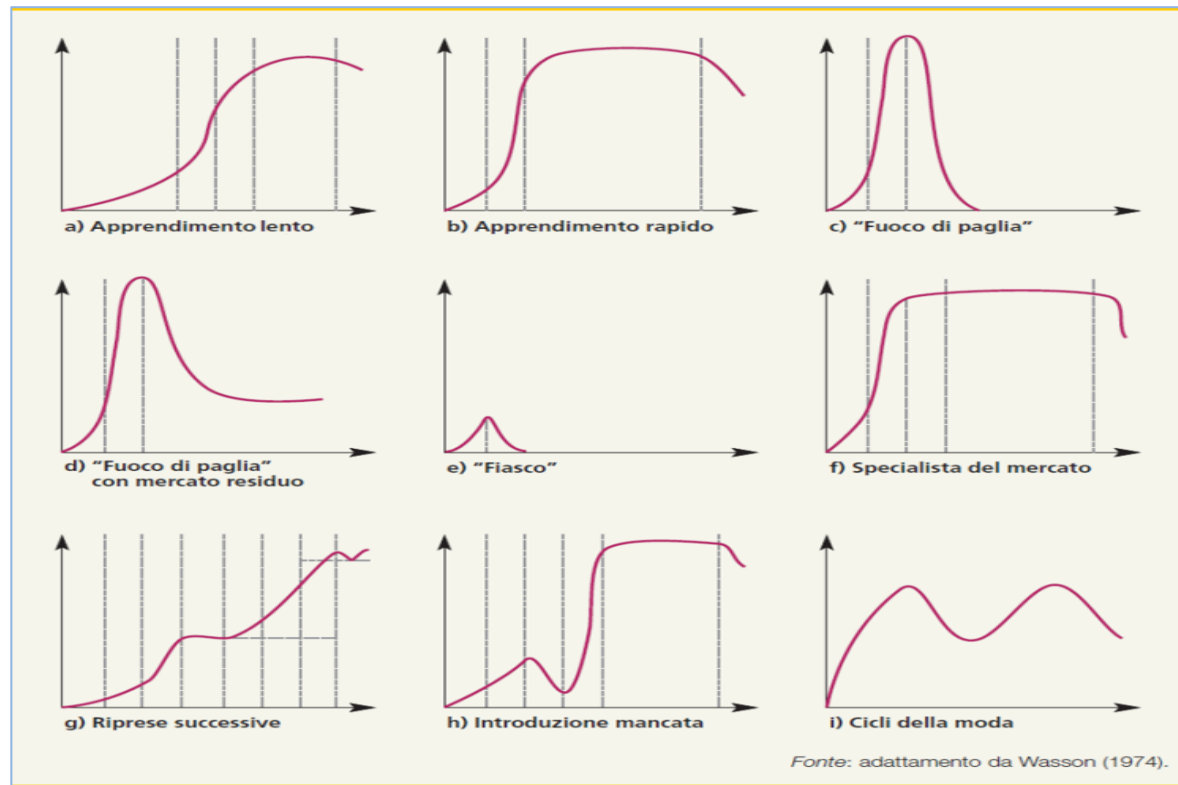 a) Apprendimento lento
b) Apprendimento rapido
c) “Fuoco di paglia”
d) “Fuoco di paglia”
con mercato residuo
e) “Fiasco”
f) Specialista del mercato
g) Riprese successive
h) Introduzione mancata
i) Cicli della moda
Fonte: adattamento da Wasson (1974).